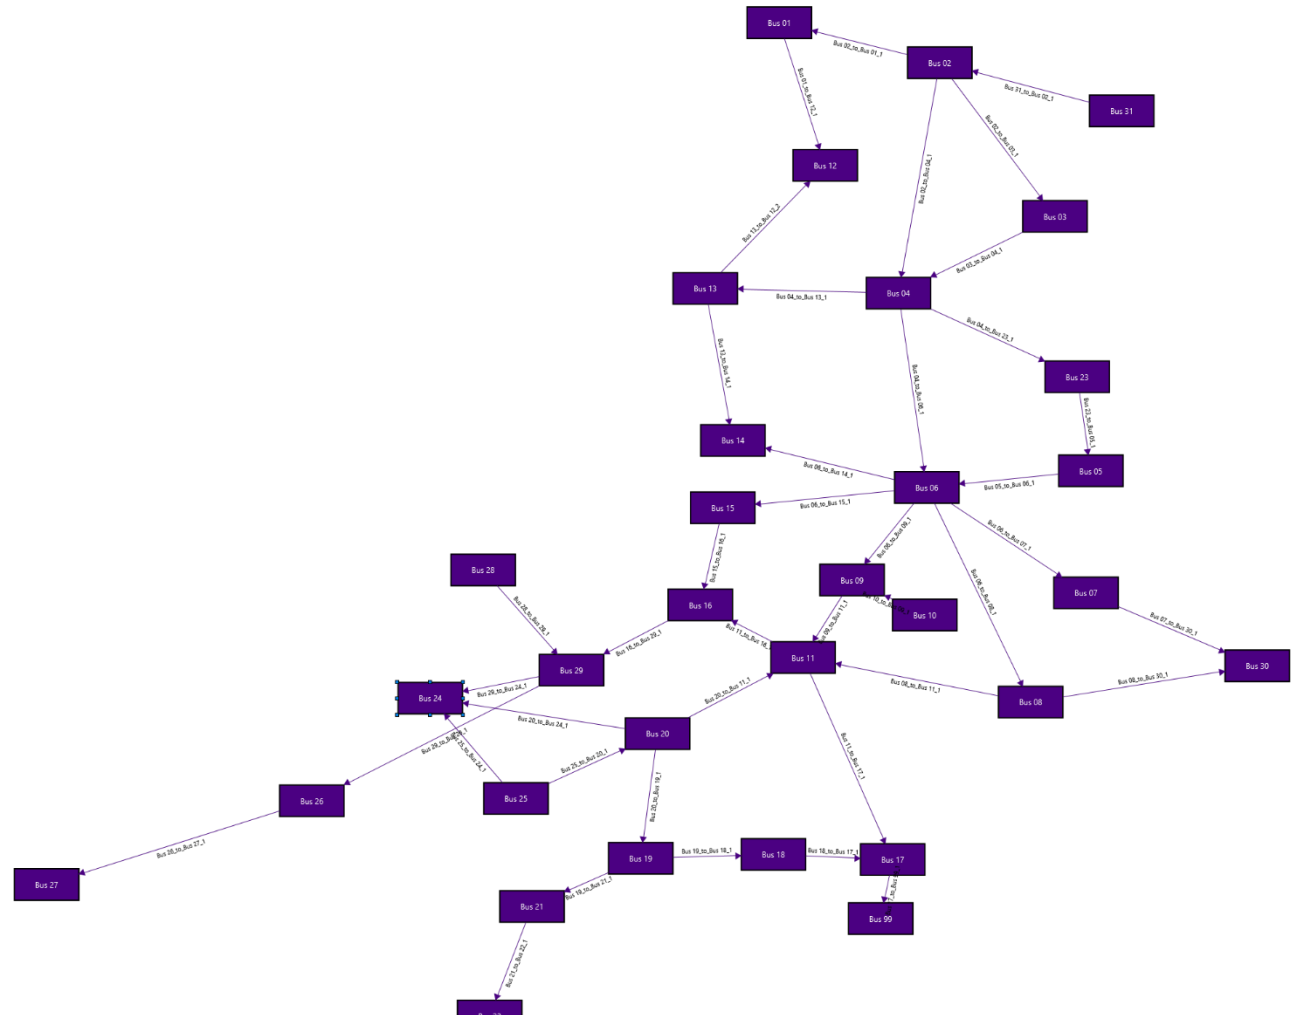 Bus 01
Bus 02_to_Bus 01_1
Bus 02
Bus 31_to_Bus 02_1
Bus 31
Bus 01_to_Bus 12_1
Bus 02_to_Bus 03_1
Bus 12
Bus 02_to_Bus 04_1
Bus 03
Bus 13_to_Bus 12_2
Bus 03_to_Bus 04_1
Bus 13
Bus 04_to_Bus 13_1
Bus 04
Bus 04_to_Bus 23_1
Bus 13_to_Bus 14_1
Bus 04_to_Bus 06_1
Bus 23
Bus 23_to_Bus 05_1
Bus 14
Bus 06_to_Bus 14_1
Bus 05
Bus 05_to_Bus 06_1
Bus 06
Bus 06_to_Bus 15_1
Bus 15
Bus 06_to_Bus 09_1
Bus 06_to_Bus 07_1
Bus 15_to_Bus 16_1
Bus 28
Bus 09
Bus 06_to_Bus 08_1
Bus 07
Bus 16
Bus 10
Bus 28_to_Bus 29_1
Bus 09_to_Bus 11_1
Bus 07_to_Bus 30_1
Bus 16_to_Bus 29_1
Bus 11_to_Bus 16_
Bus 11
Bus 30
Bus 29
Bus 29_to_Bus 24_1
Bus 08_to_Bus 11_1
Bus 08_to_Bus 30_1
Bus 24
Bus 20_to_Bus 11_1
Bus 08
Bus 20_to_Bus 24_1
Bus 20
Bus 25_to_Bus 20_1
Bus 11_to_Bus 17_1
Bus 25
Bus 20_to_Bus 19_1
Bus 26
Bus 26_to_Bus 27_1
Bus 19
Bus 19_to_Bus 18_1
Bus 18
Bus 18_to_Bus 17_1
Bus 17
Bus 27
Bus 19_to_Bus 21_1
Bus 21
Bus 99
Bus 21_to_Bus 22_1